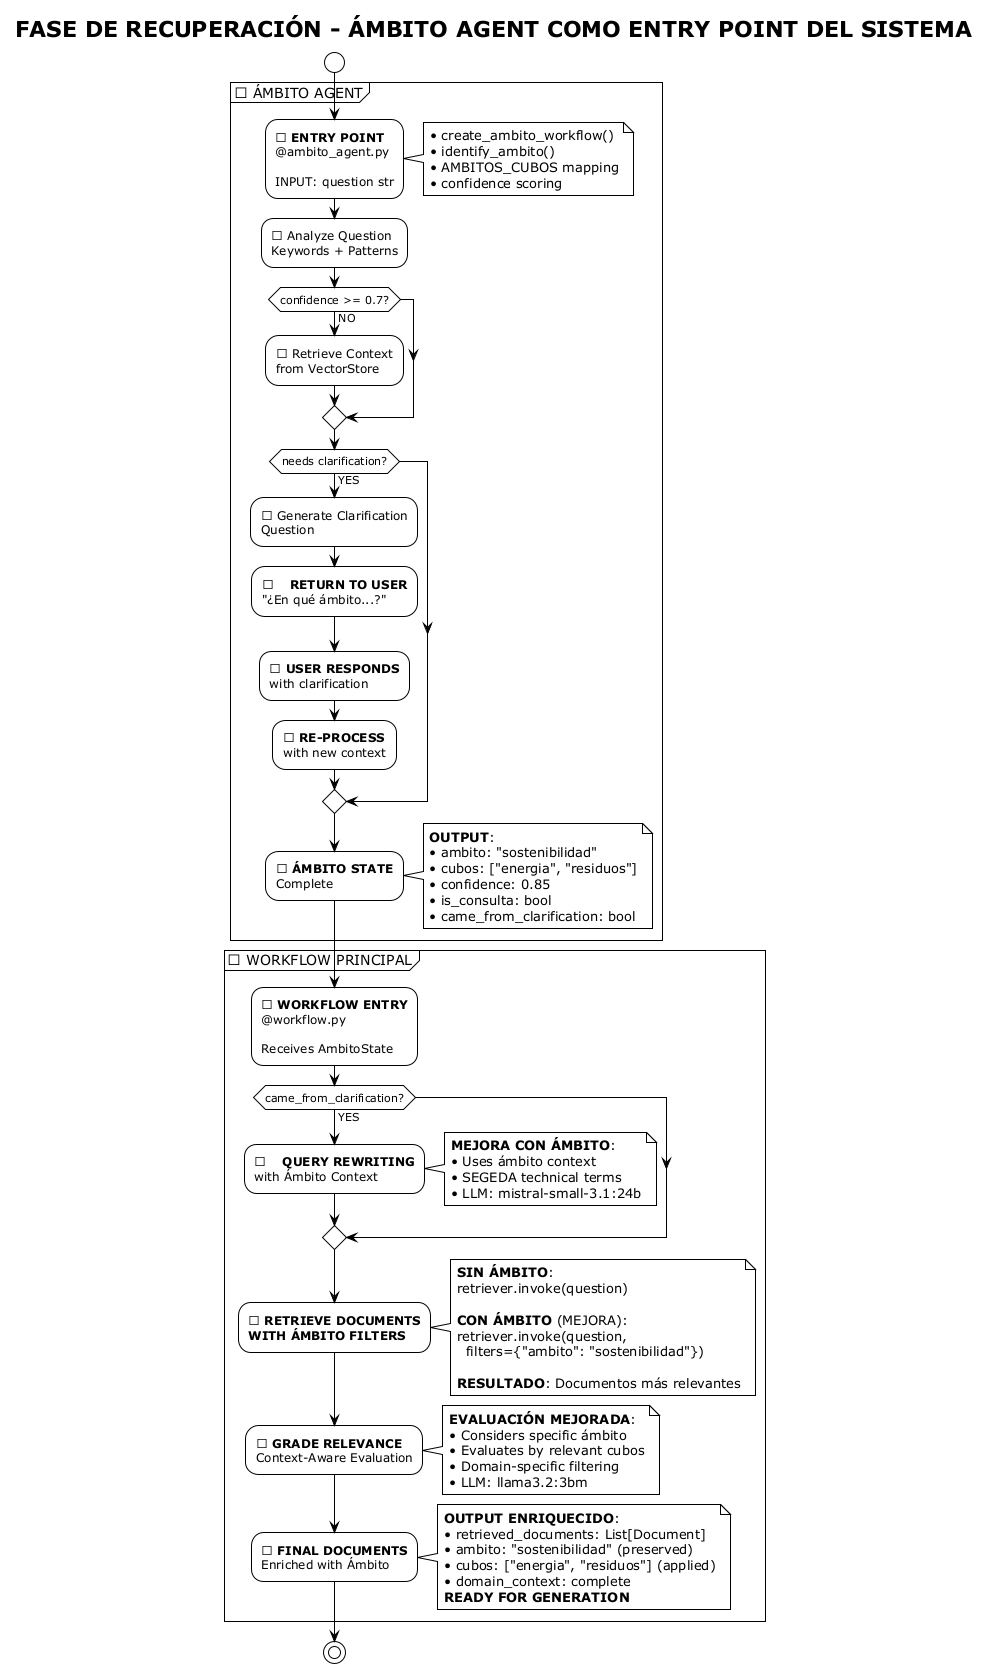 FASE DE RECUPERACIÓN - ÁMBITO AGENT COMO ENTRY POINT DEL SISTEMA
□ ÁMBITO AGENT
□ ENTRY POINT
@ambito_agent.py
INPUT: question str
• create_ambito_workflow()
• identify_ambito()
• AMBITOS_CUBOS mapping
• confidence scoring
□ Analyze Question
Keywords + Patterns
confidence >= 0.7?
NO
□ Retrieve Context
from VectorStore
needs clarification?
YES
□ Generate Clarification
Question
□ RETURN TO USER
"¿En qué ámbito...?"
□ USER RESPONDS
with clarification
□ RE-PROCESS
with new context
□ ÁMBITO STATE
Complete
OUTPUT:
• ambito: "sostenibilidad"
• cubos: ["energia", "residuos"]
• confidence: 0.85
• is_consulta: bool
• came_from_clarification: bool
□ WORKFLOW PRINCIPAL
□ WORKFLOW ENTRY
@workflow.py
Receives AmbitoState
came_from_clarification?
YES
□ QUERY REWRITING
with Ámbito Context
MEJORA CON ÁMBITO:
• Uses ámbito context
• SEGEDA technical terms
• LLM: mistral-small-3.1:24b
□ RETRIEVE DOCUMENTS
WITH ÁMBITO FILTERS
SIN ÁMBITO:
retriever.invoke(question)
CON ÁMBITO (MEJORA):
retriever.invoke(question,
filters={"ambito": "sostenibilidad"})
RESULTADO: Documentos más relevantes
□ GRADE RELEVANCE
Context-Aware Evaluation
EVALUACIÓN MEJORADA:
• Considers specific ámbito
• Evaluates by relevant cubos
• Domain-specific filtering
• LLM: llama3.2:3bm
□ FINAL DOCUMENTS
Enriched with Ámbito
OUTPUT ENRIQUECIDO:
• retrieved_documents: List[Document]
• ambito: "sostenibilidad" (preserved)
• cubos: ["energia", "residuos"] (applied)
• domain_context: complete
READY FOR GENERATION